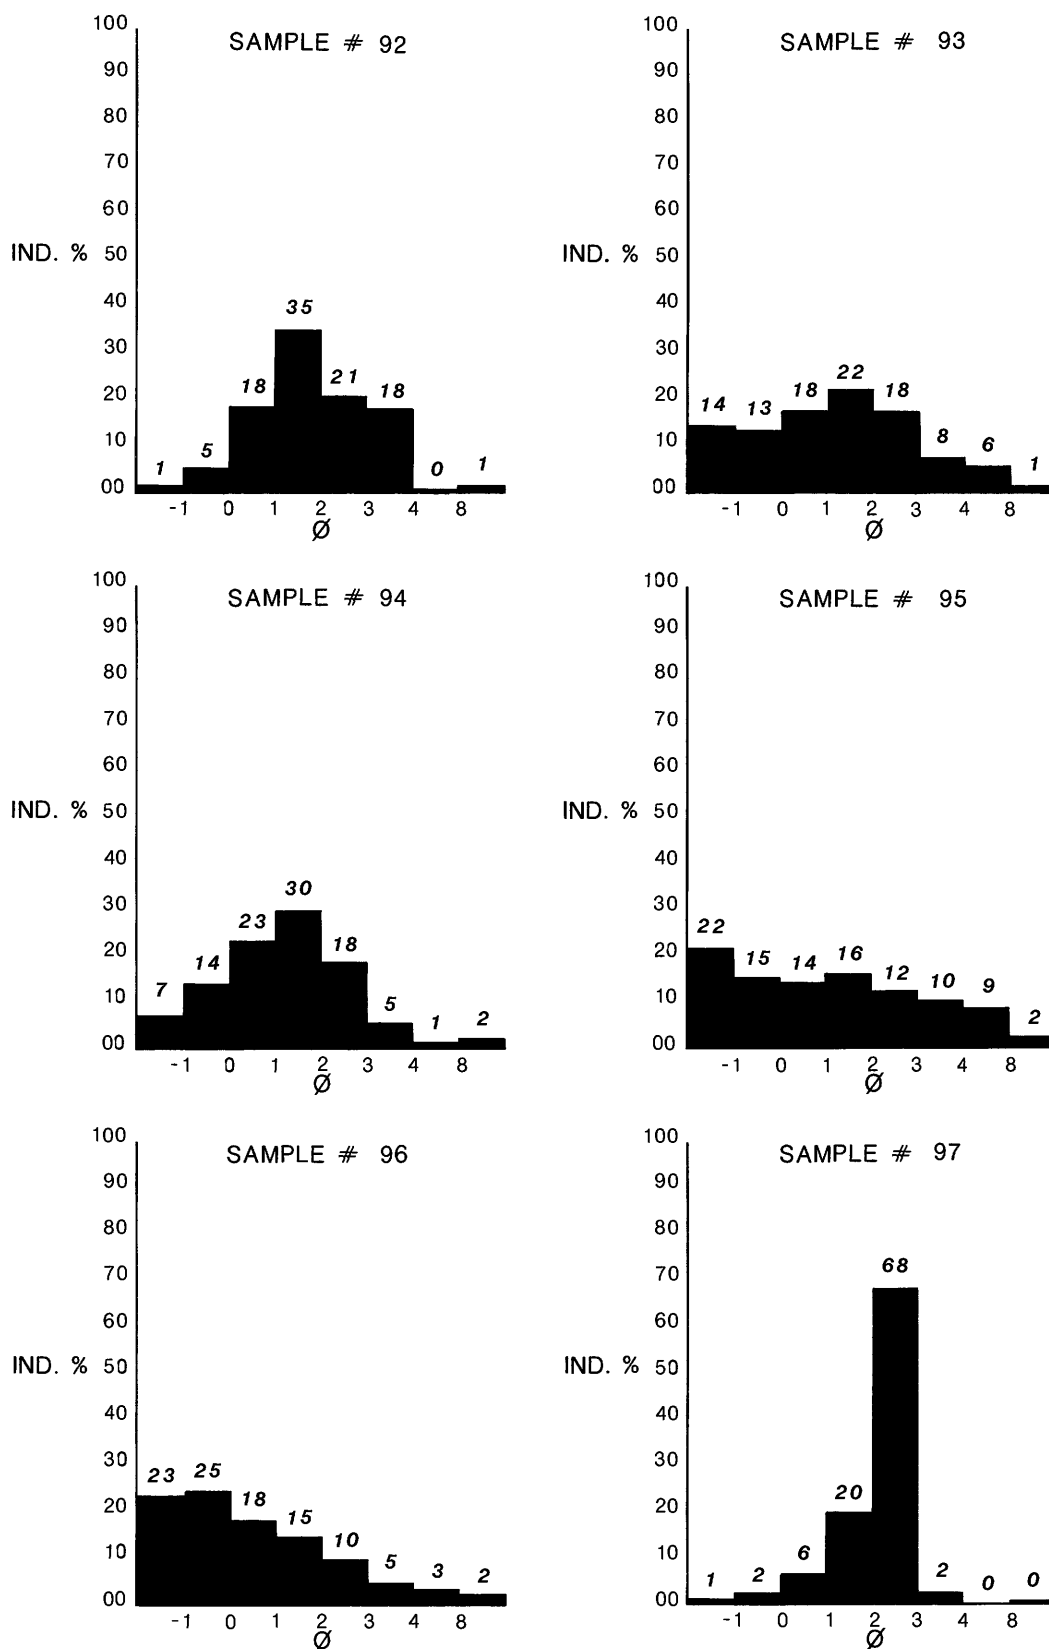 SAMPLE # 92
100
90
80
70
60
IND. % 50
40
30
20
10
00
1 5 18 35 21 18 0 1
-1 0 1 2 3 4 8
Ø
SAMPLE # 93
100
90
80
70
60
IND. % 50
40
30
20
10
00
14 13 18 22 18 8 6 1
-1 0 1 2 3 4 8
Ø
SAMPLE # 94
100
90
80
70
60
IND. % 50
40
30
20
10
00
7 14 23 30 18 5 1 2
-1 0 1 2 3 4 8
Ø
SAMPLE # 95
100
90
80
70
60
IND. % 50
40
30
20
10
00
22 15 14 16 12 10 9 2
-1 0 1 2 3 4 8
Ø
SAMPLE # 96
100
90
80
70
60
IND. % 50
40
30
20
10
00
23 25 18 15 10 5 3 2
-1 0 1 2 3 4 8
Ø
SAMPLE # 97
100
90
80
70
60
IND. % 50
40
30
20
10
00
1 2 6 20 68 2 0 0
-1 0 1 2 3 4 8
Ø